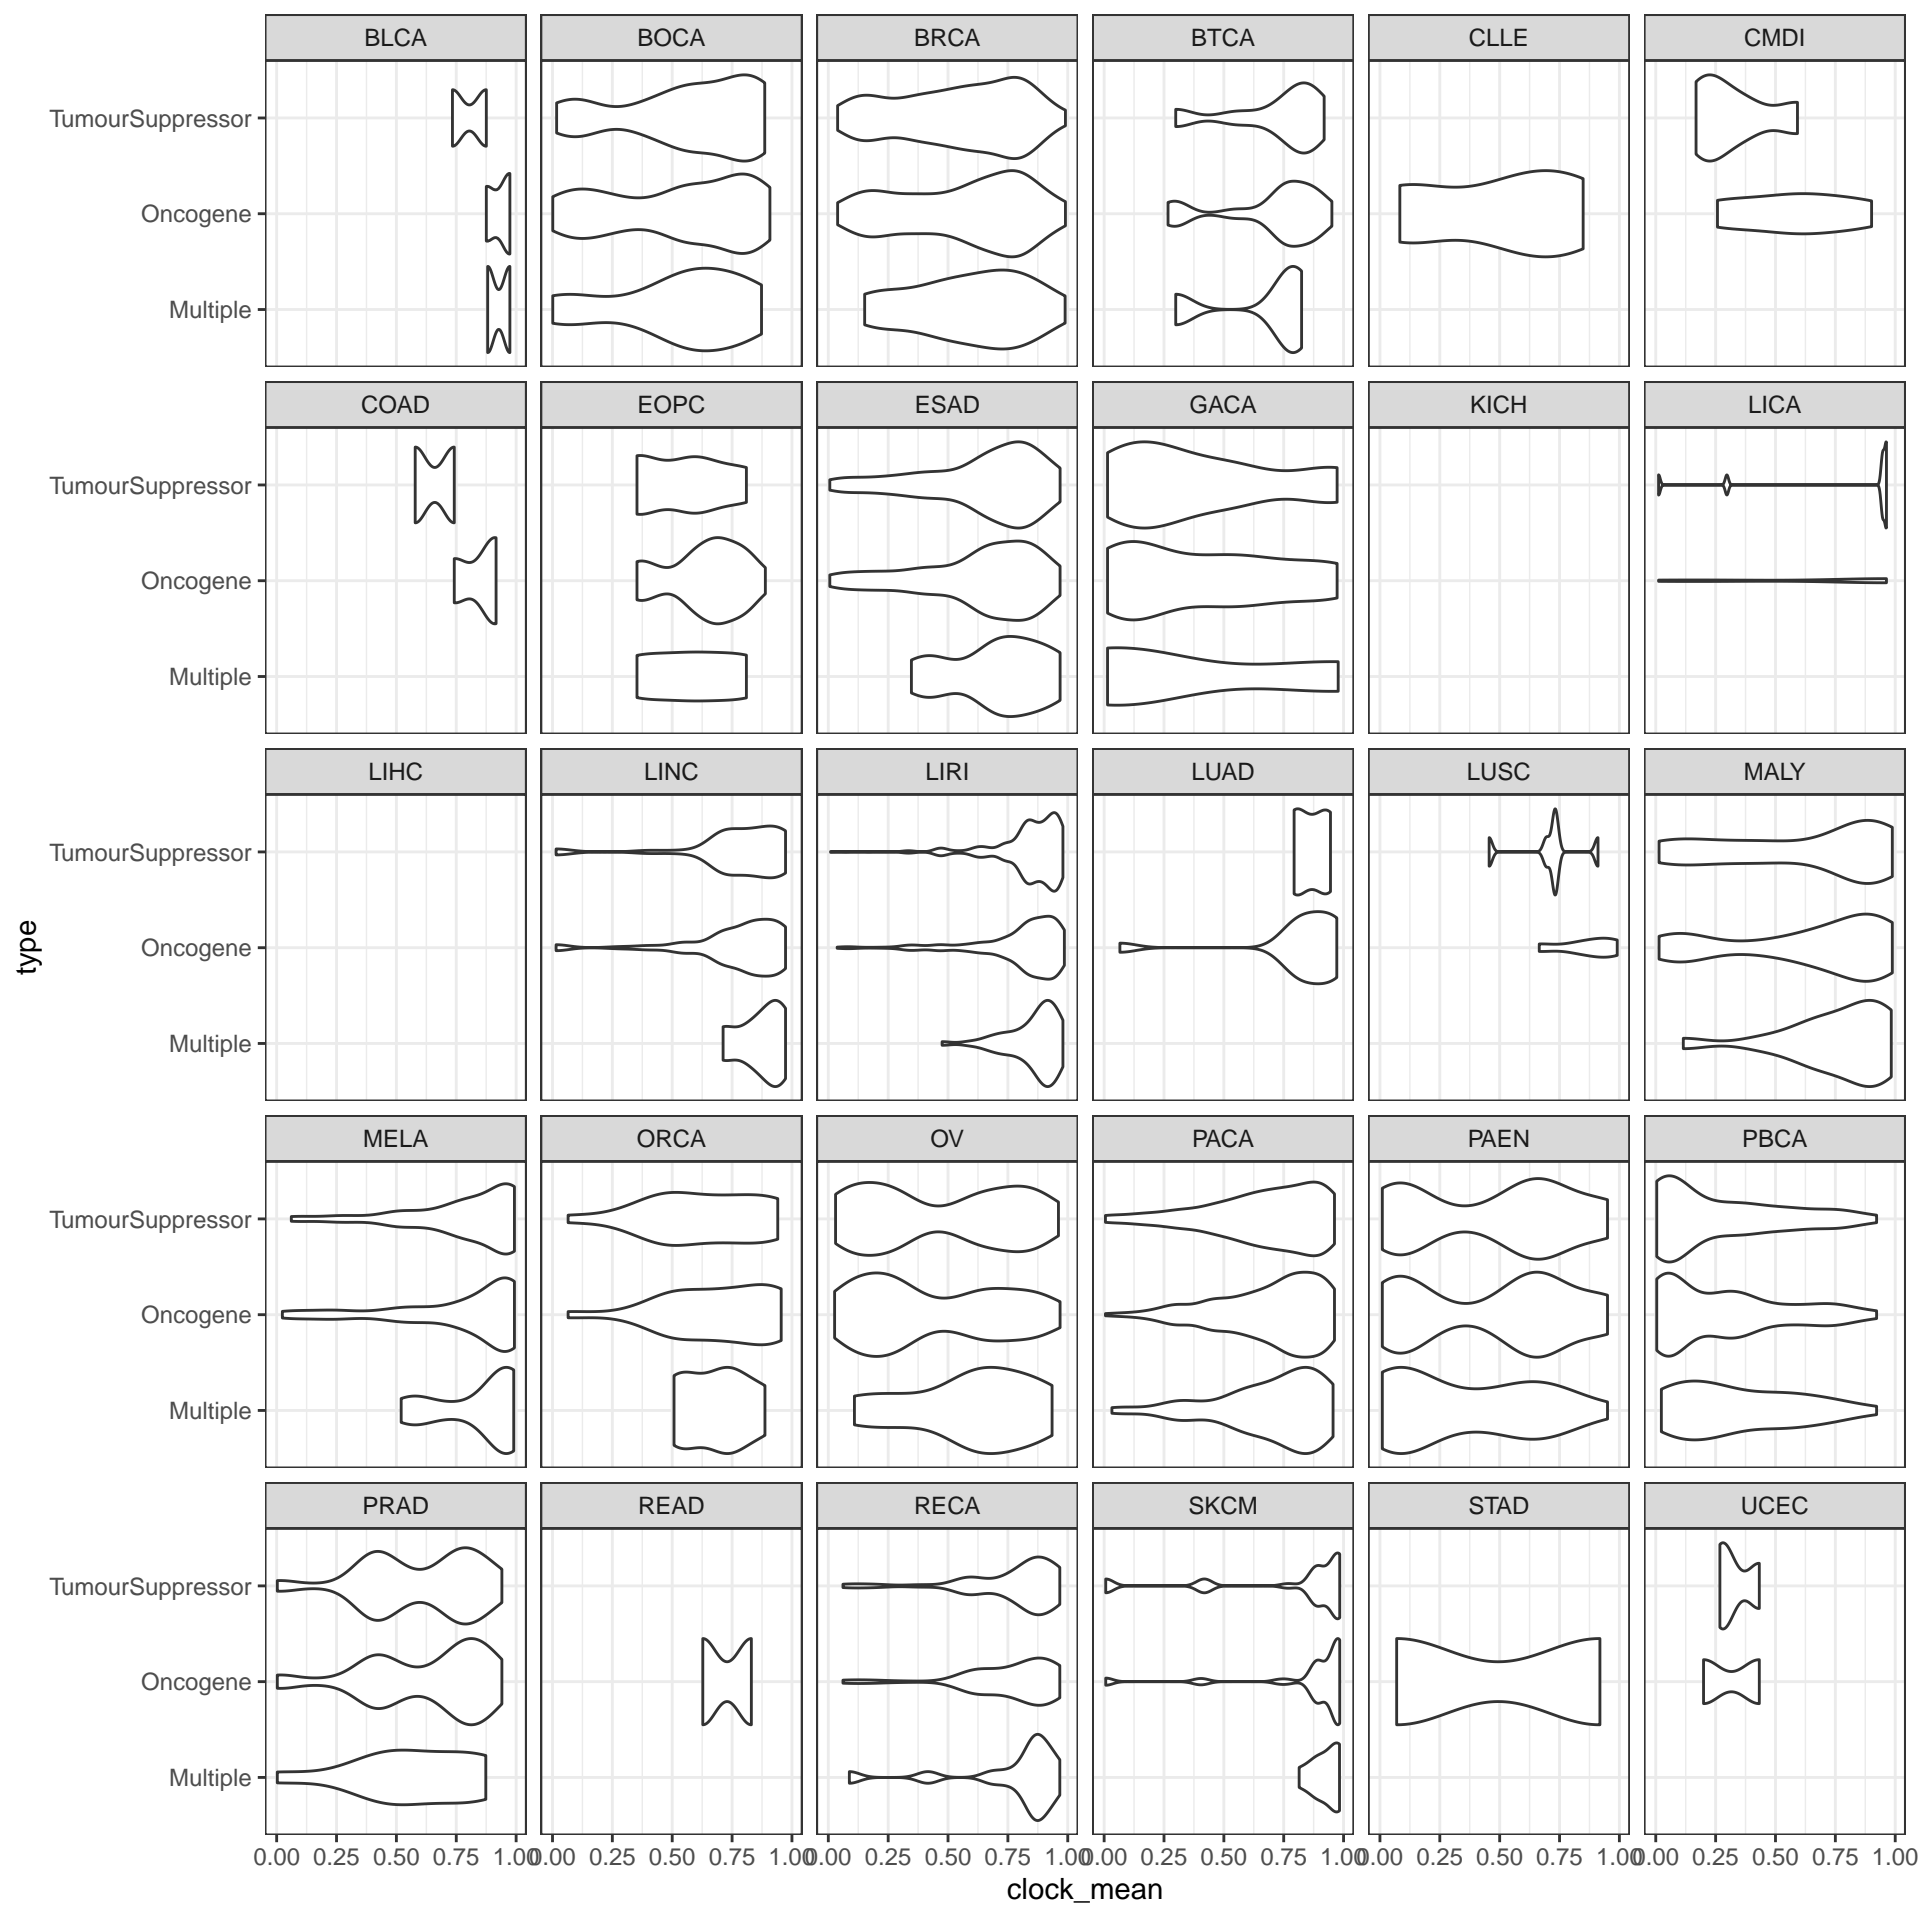 BLCA BOCA BRCA BTCA CLLE CMDI
TumourSuppressor
Oncogene
Multiple
COAD EOPC ESAD GACA KICH LICA
TumourSuppressor
Oncogene
Multiple
LIHC LINC LIRI LUAD LUSC MALY
TumourSuppressor
Oncogene
Multiple
type
MELA ORCA OV PACA PAEN PBCA
TumourSuppressor
Oncogene
Multiple
PRAD READ RECA SKCM STAD UCEC
TumourSuppressor
Oncogene
Multiple
0.00 0.25 0.50 0.75 1.00 0.00 0.25 0.50 0.75 1.00 0.00 0.25 0.50 0.75 1.00 0.00 0.25 0.50 0.75 1.00 0.00 0.25 0.50 0.75 1.00 0.00 0.25 0.50 0.75 1.00
clock_mean